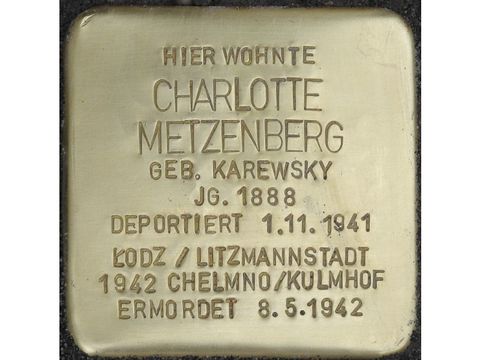 HIER WOHNTE
CHARLOTTE
METZENBERG
GEB. KAREWSKY
JG. 1888
DEPORTIERT 1.11.1941
ŁODZ / LITZMANNSTADT
1942 CHELMNO/KULMHOF
ERMORDET 8.5.1942